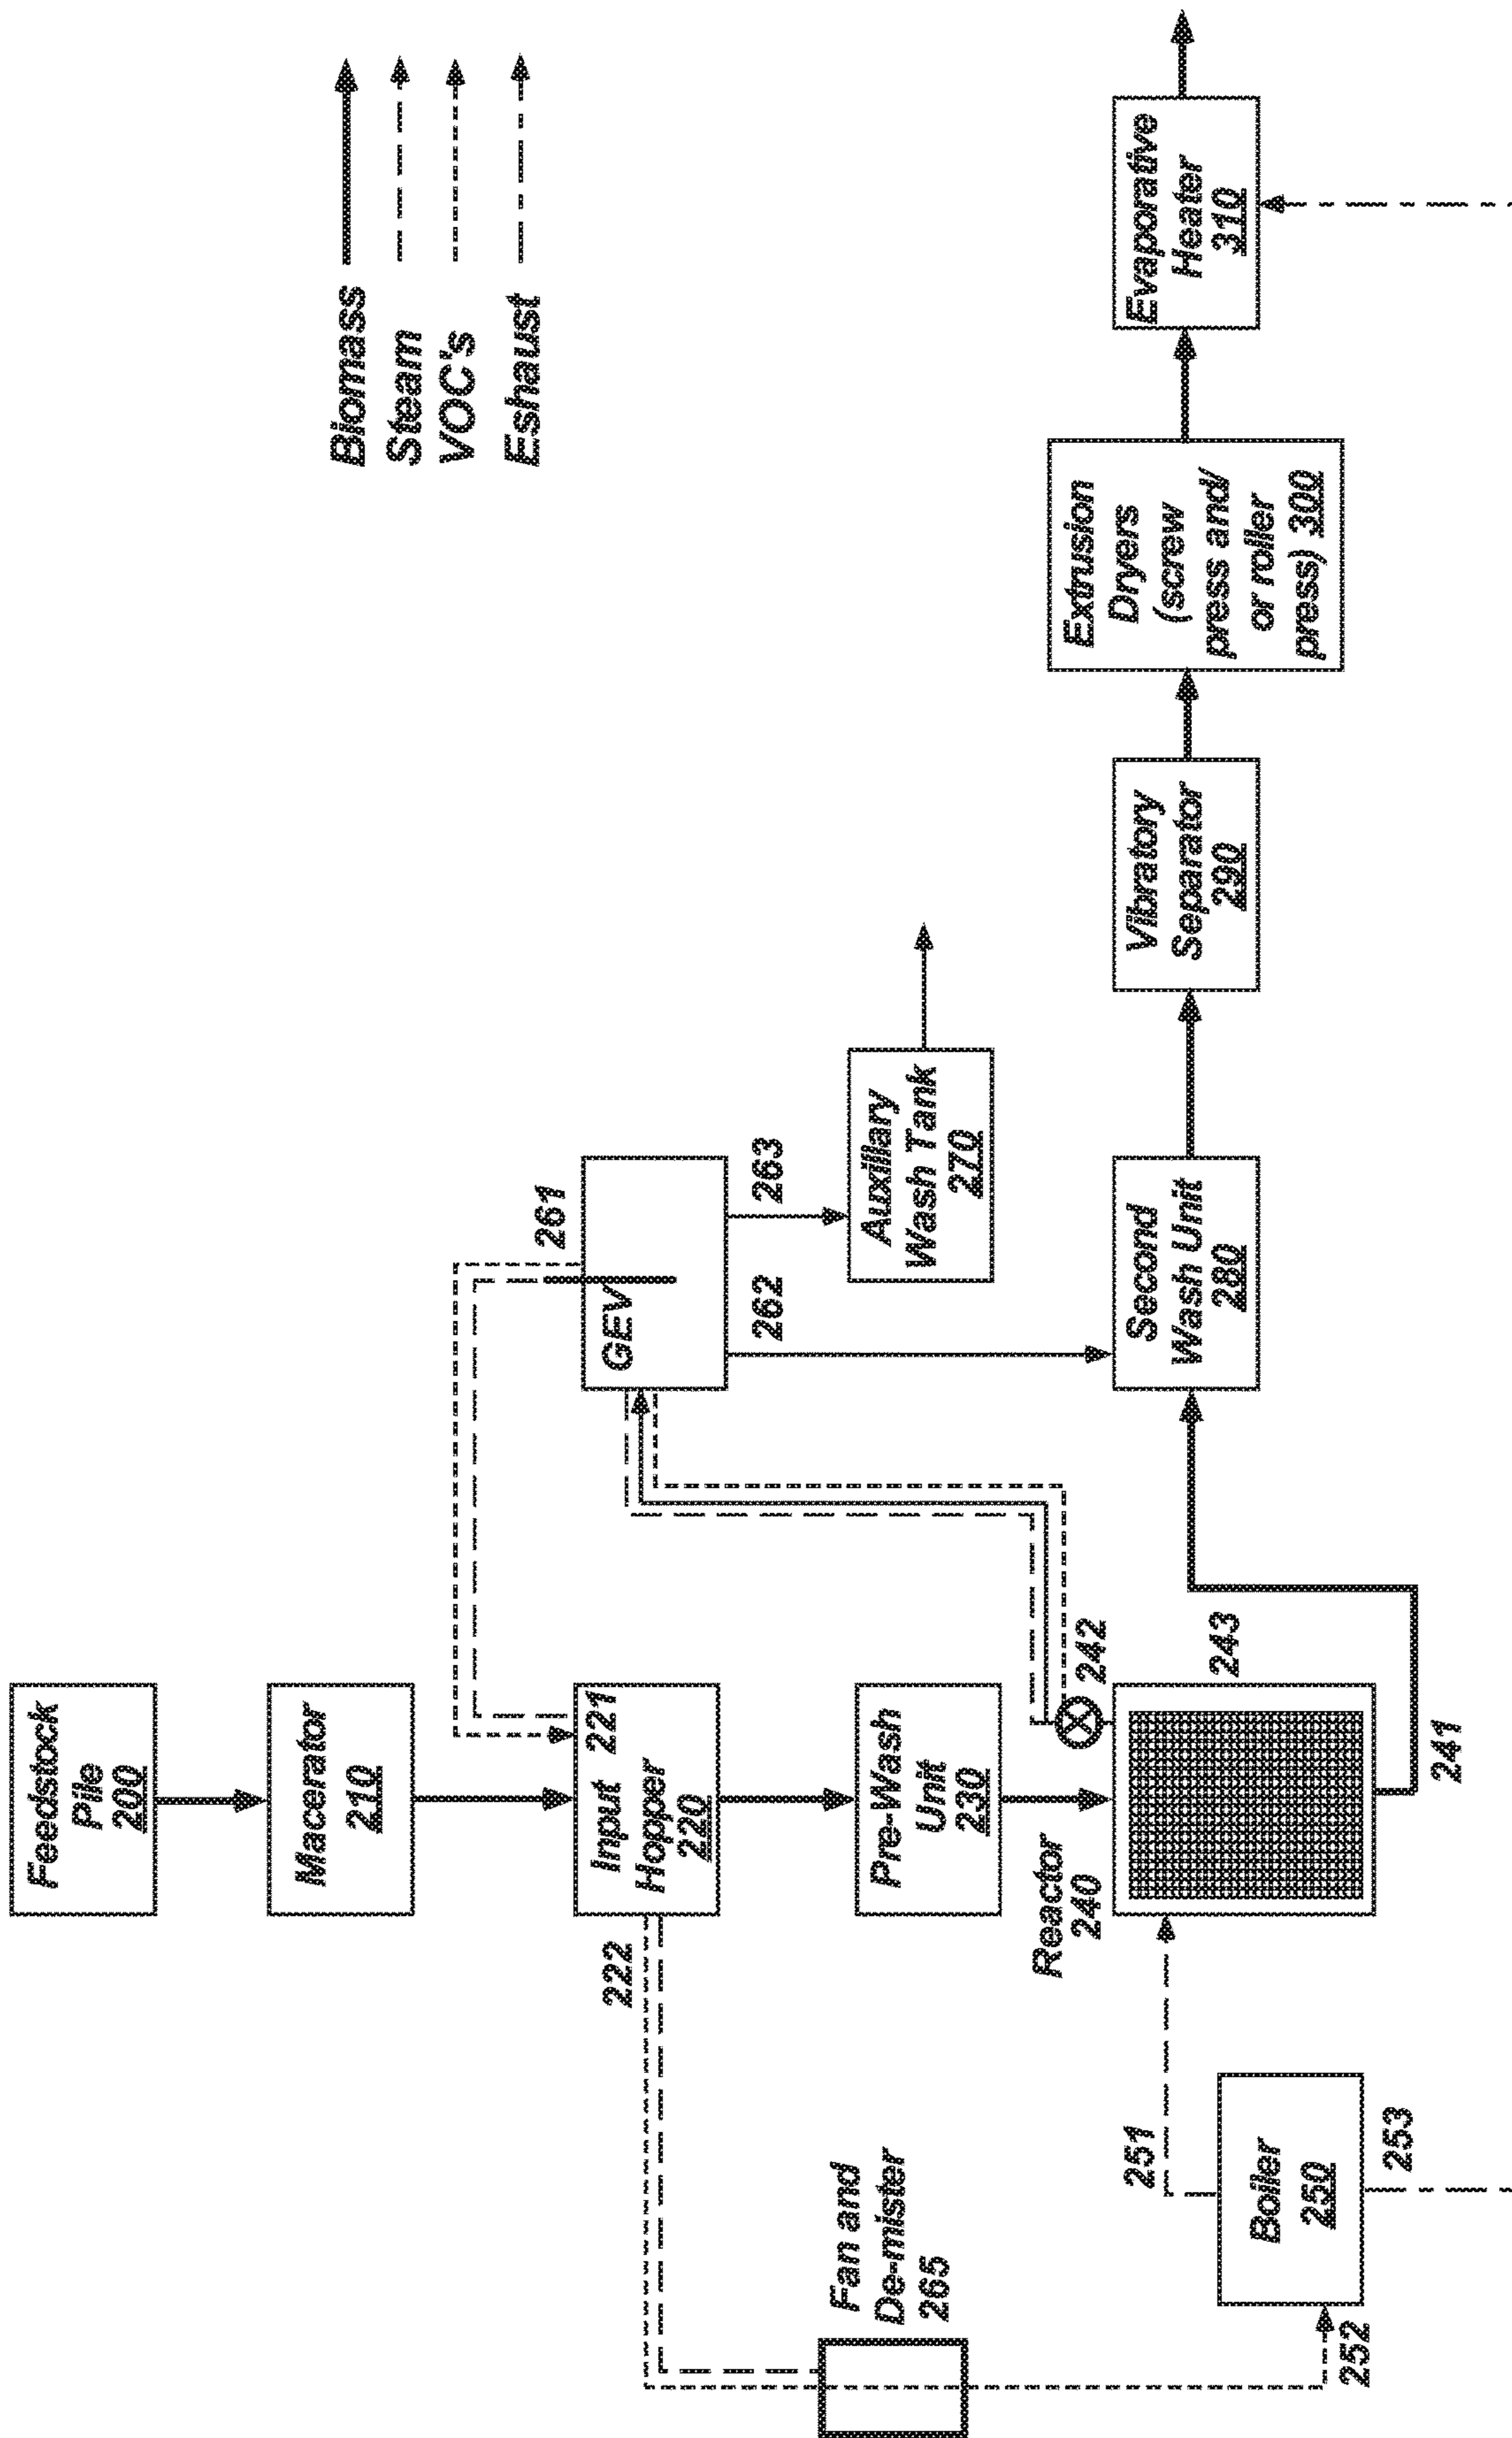 Biomass
Steam
VOC's
Eshaust
Feedstock
Pile
200
Macerator
210
Input 221
Hopper
220
222
Pre-Wash
Unit
230
Reactor
240
242
243
241
Fan and
De-mister
265
Boiler
250
251
252
253
GEV
261
262
263
Auxillary
Wash Tank
270
Second
Wash Unit
280
Vibratory
Separator
290
Extrusion
Dryers
(screw
press and/
or roller
press) 300
Evaporative
Heater
310